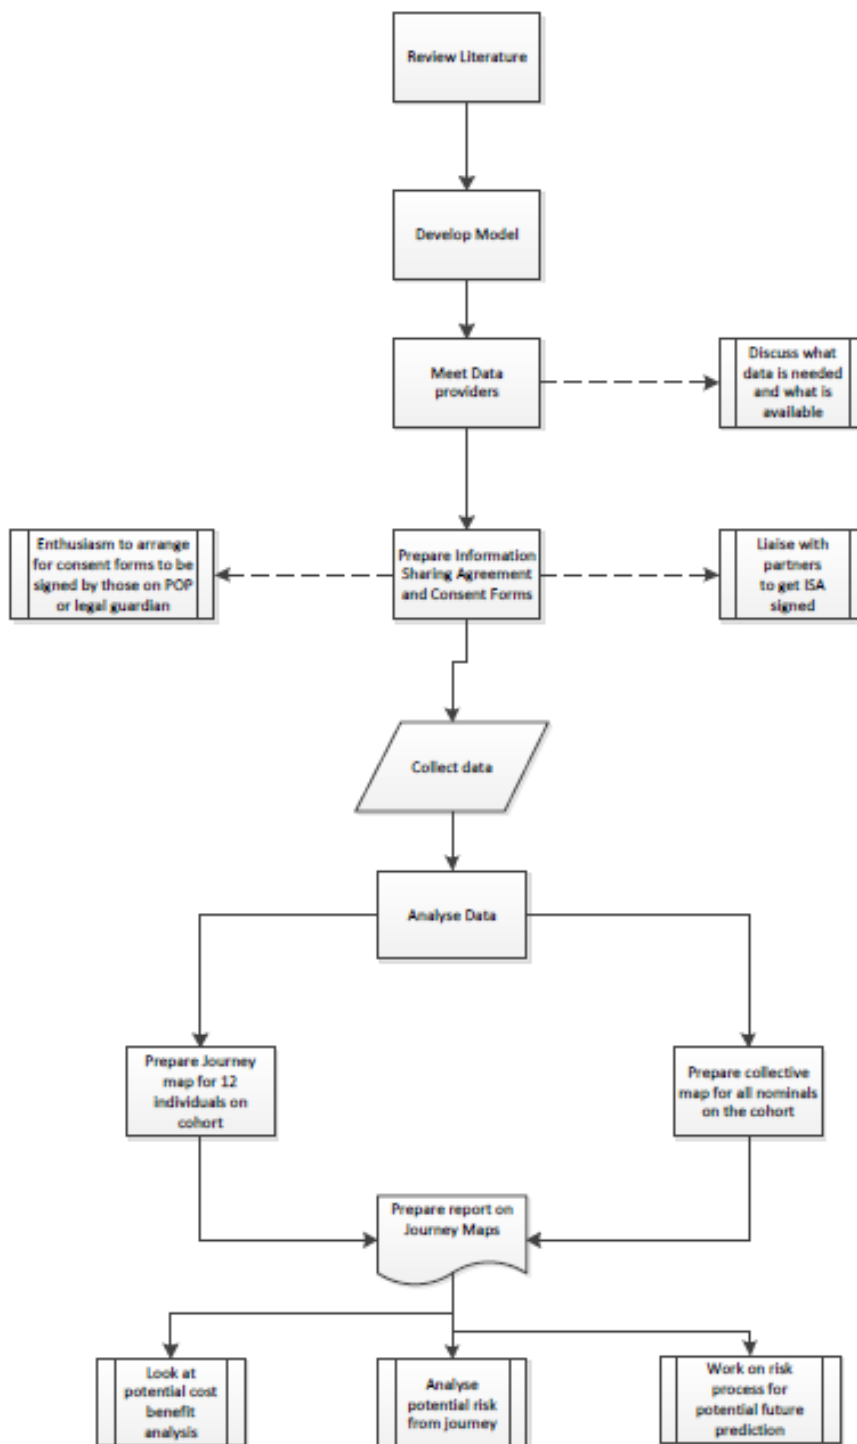 Review Literature
Develop Model
Meet Data
providers
Discuss what
data is needed
and what is
available
Enthusiasm to arrange
for consent forms to be
signed by those on POP
or legal guardian
Prepare Information
Sharing Agreement
and Consent Forms
Liaise with
partners
to get ISA
signed
Collect data
Analyse Data
Prepare Journey
map for 12
individuals on
cohort
Prepare collective
map for all nominals
on the cohort
Prepare report on
Journey Maps
Look at
potential cost
benefit
analysis
Analyse
potential risk
from journey
Work on risk
process for
potential future
prediction